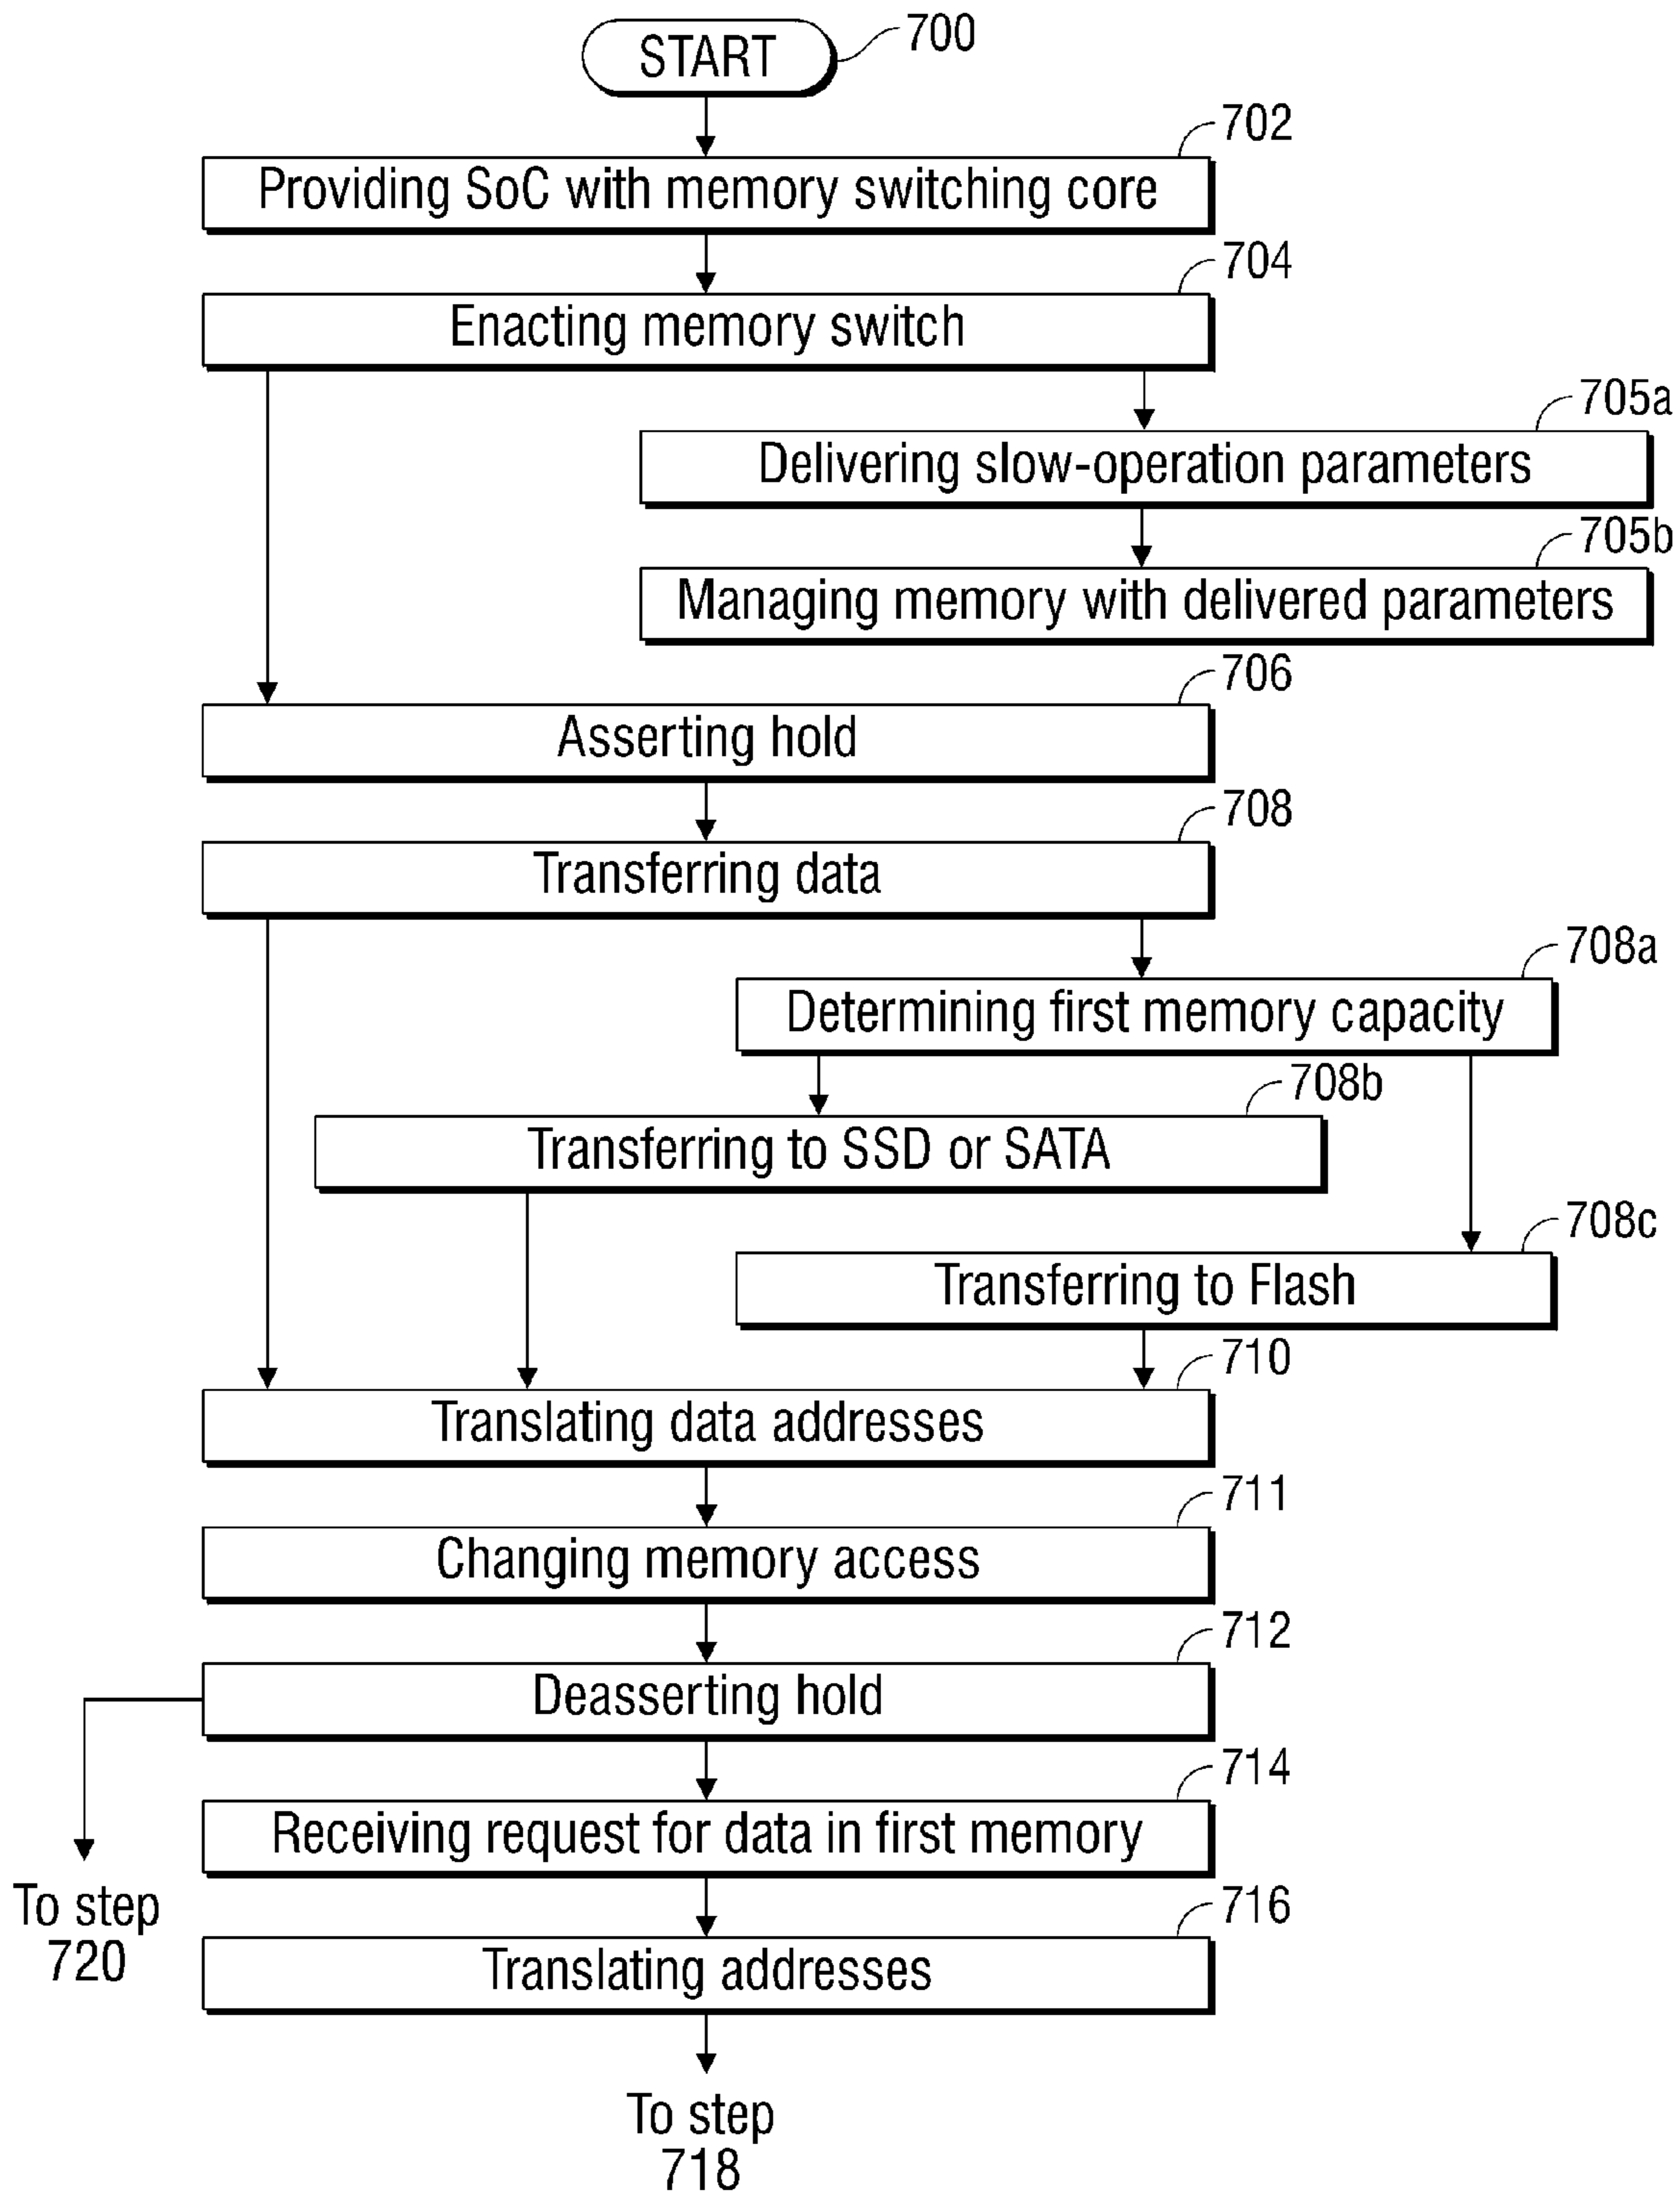 START
700
702
Providing SoC with memory switching core
704
Enacting memory switch
705a
Delivering slow-operation parameters
705b
Managing memory with delivered parameters
706
Asserting hold
708
Transferring data
708a
Determining first memory capacity
708b
Transferring to SSD or SATA
708c
Transferring to Flash
710
Translating data addresses
711
Changing memory access
712
Deasserting hold
714
Receiving request for data in first memory
To step
720
716
Translating addresses
To step
718